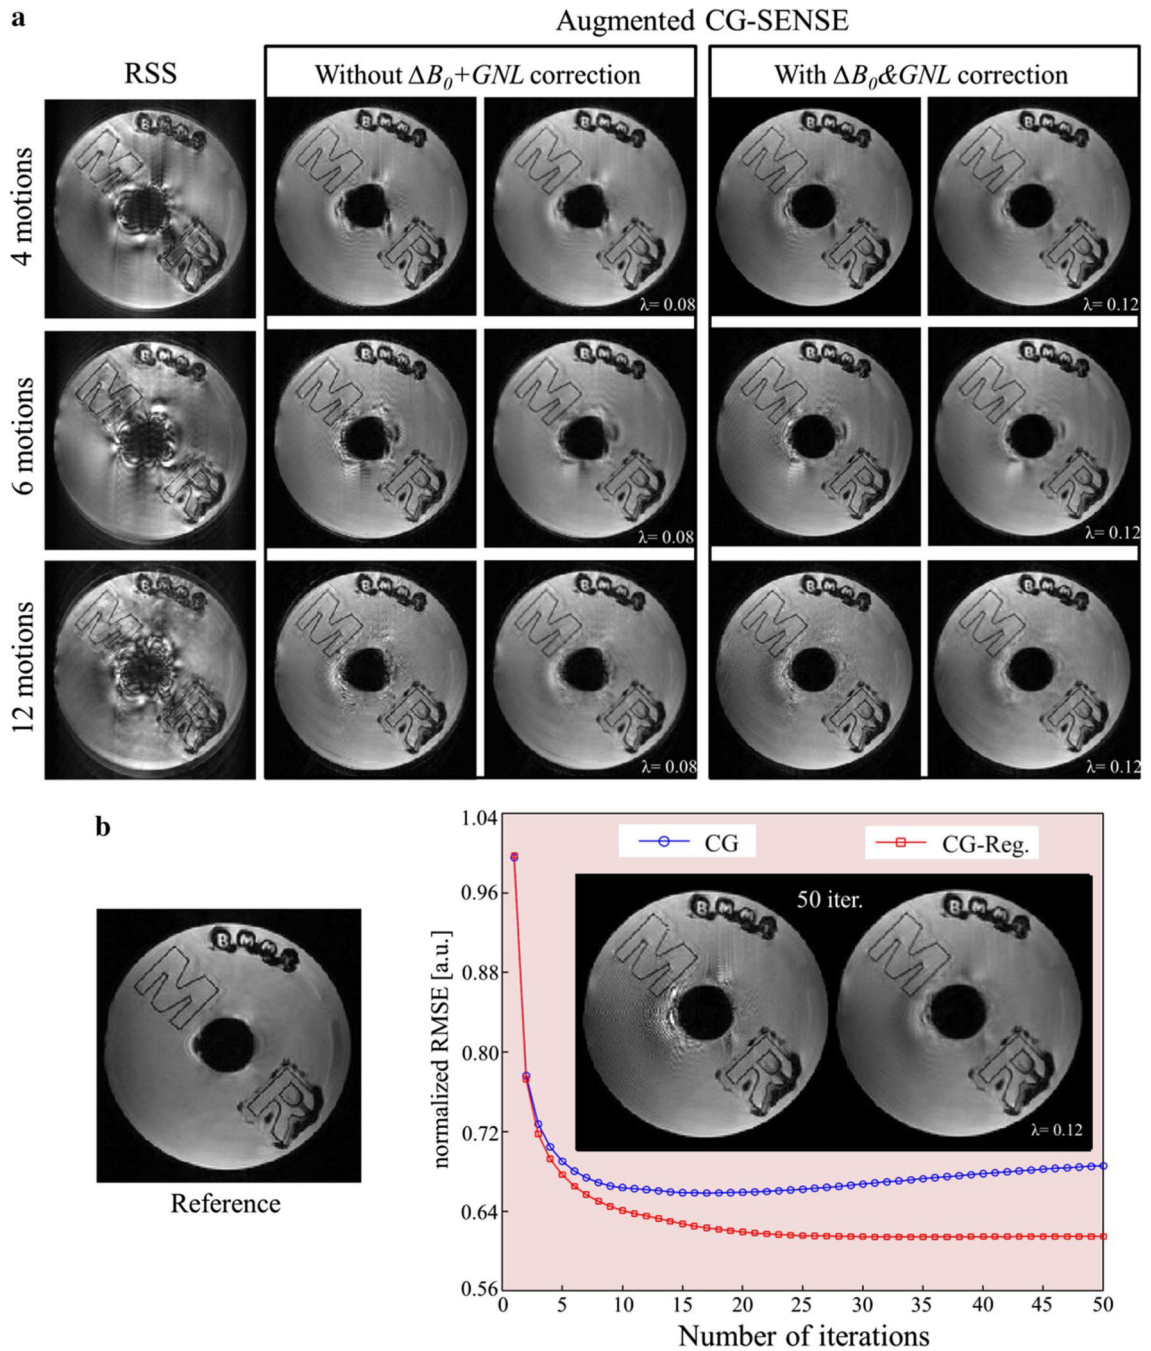 a
Augmented CG-SENSE
RSS
Without ΔB₀+GNL correction
With ΔB₀&GNL correction
4 motions
λ= 0.08
λ= 0.12
6 motions
λ= 0.08
λ= 0.12
12 motions
λ= 0.08
λ= 0.12
M
R
b
Reference
normalized RMSE [a.u.]
1.04
0.96
0.88
0.80
0.72
0.64
0.56
CG
CG-Reg.
50 iter.
λ= 0.12
0 5 10 15 20 25 30 35 40 45 50
Number of iterations